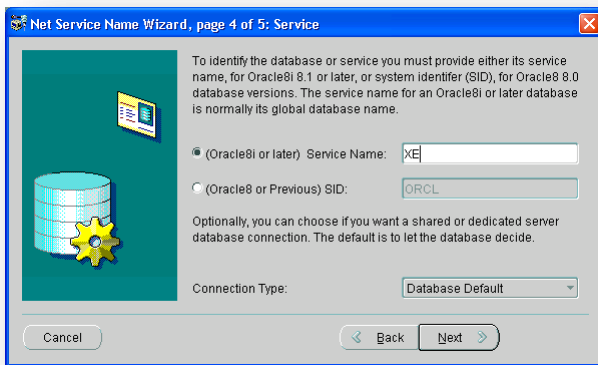 Net Service Name Wizard, page 4 of 5: Service
To identify the database or service you must provide either its service
name, for Oracle8i 8.1 or later, or system identifer (SID), for Oracle8 8.0
database versions. The service name for an Oracle8i or later database
is normally its global database name.
(Oracle8i or later) Service Name: XE
(Oracle8 or Previous) SID: ORCL
Optionally, you can choose if you want a shared or dedicated server
database connection. The default is to let the database decide.
Connection Type: Database Default
Cancel Back Next